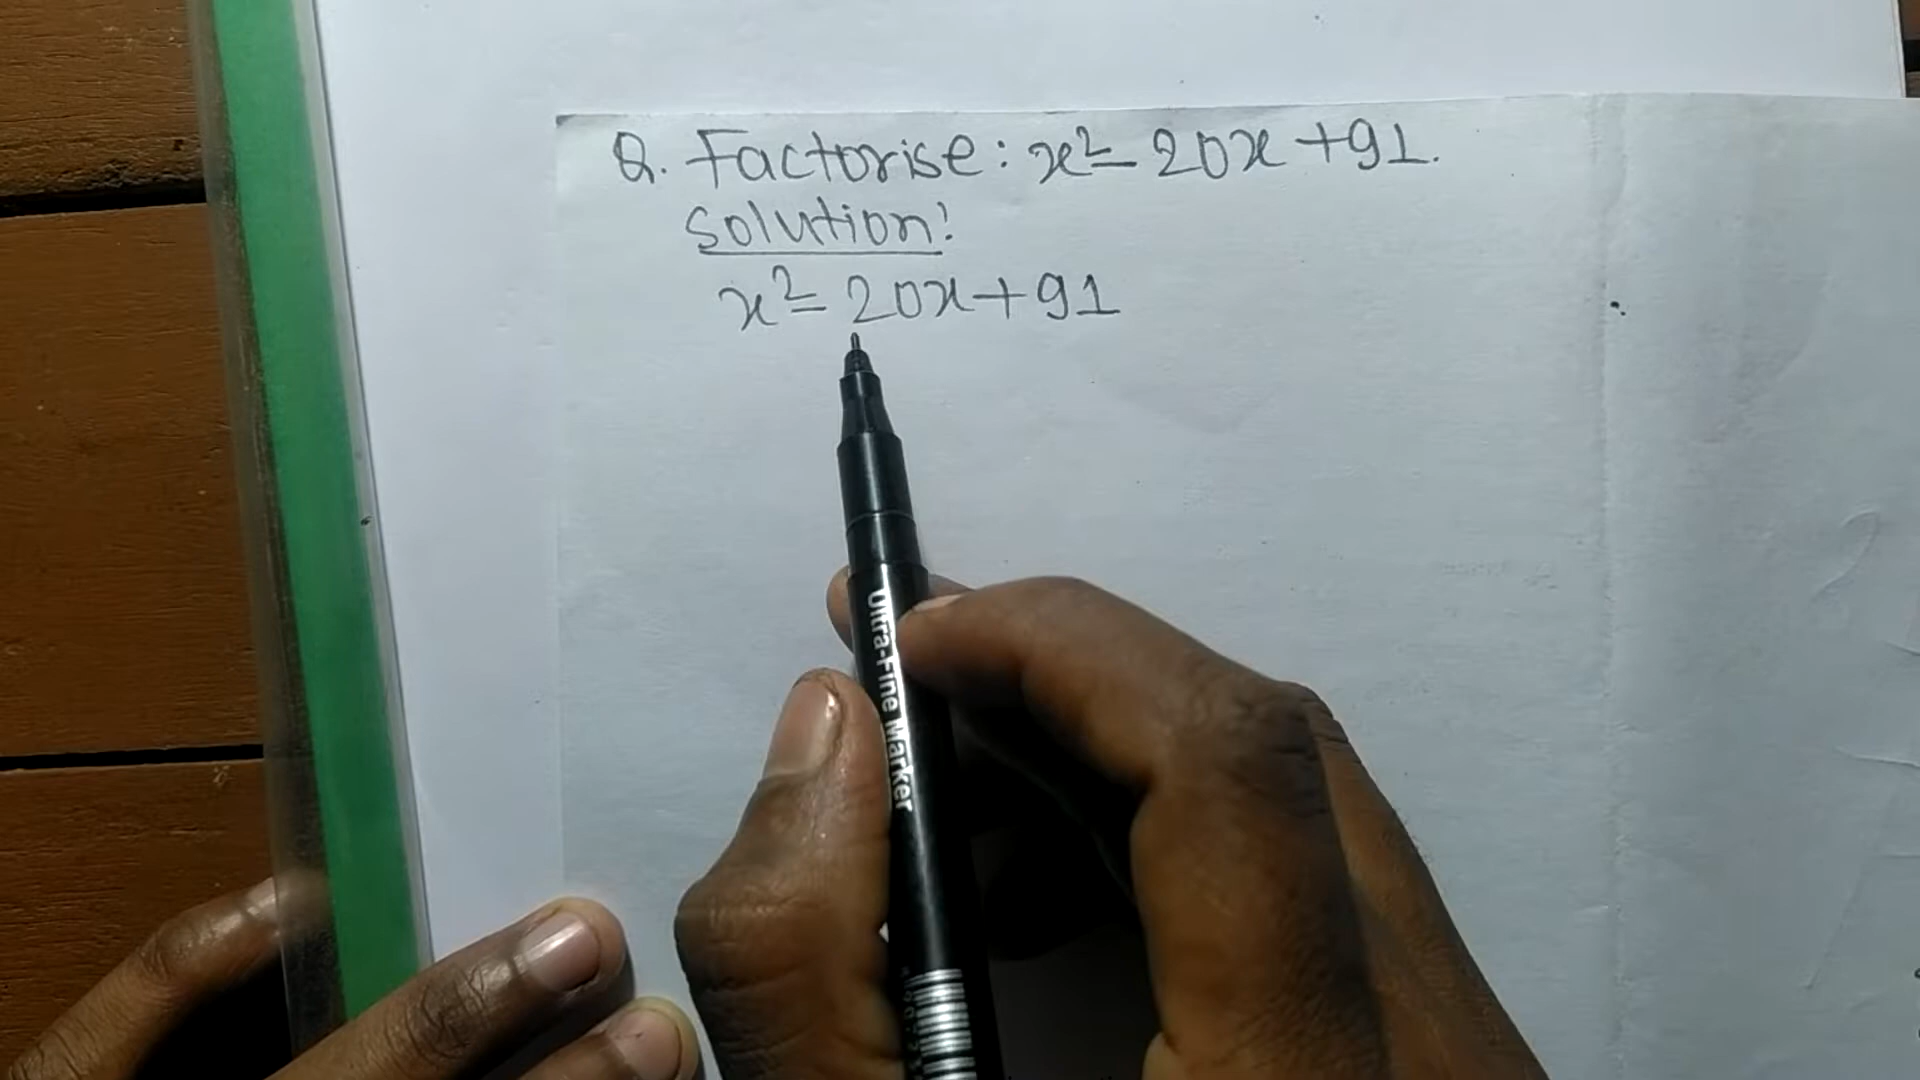 Q. Factorise: x² - 20x + 91.
Solution:
x² - 20x + 91
Ultra-Fine Marker